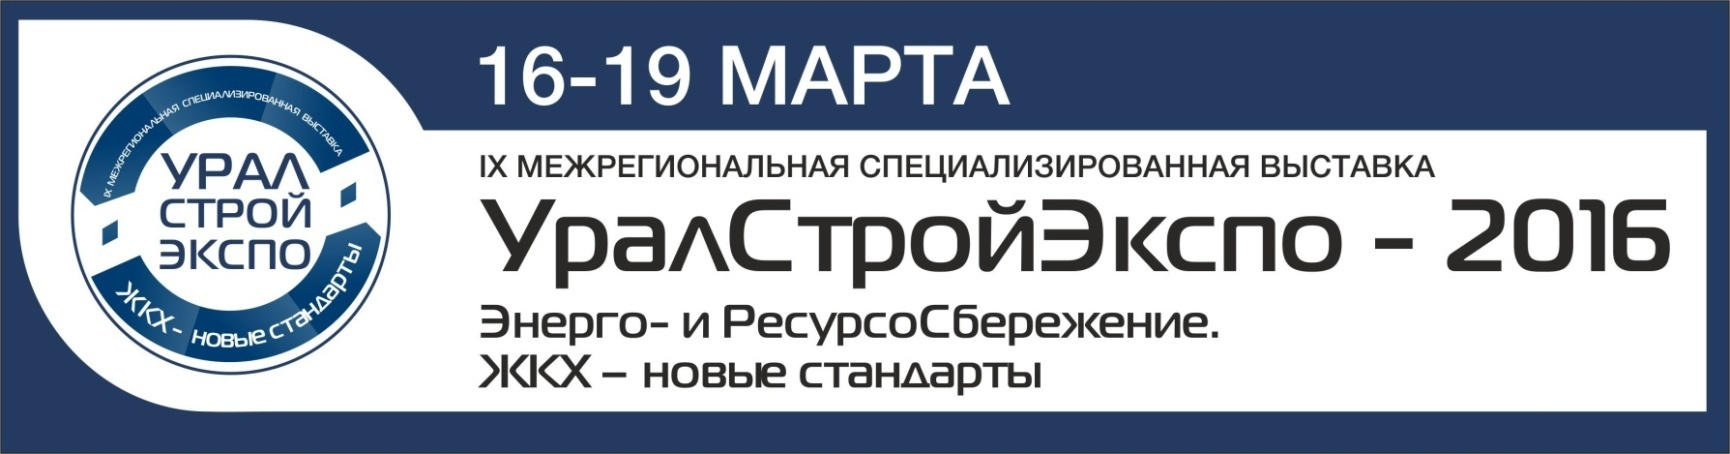 IX МЕЖРЕГИОНАЛЬНАЯ СПЕЦИАЛИЗИРОВАННАЯ ВЫСТАВКА
УРАЛ
СТРОЙ
ЭКСПО
ЖКХ- новые стандарты
16-19 МАРТА
IX МЕЖРЕГИОНАЛЬНАЯ СПЕЦИАЛИЗИРОВАННАЯ ВЫСТАВКА
УралСтройЭкспо - 2016
Энерго- и РесурсоСбережение.
ЖКХ – новые стандарты